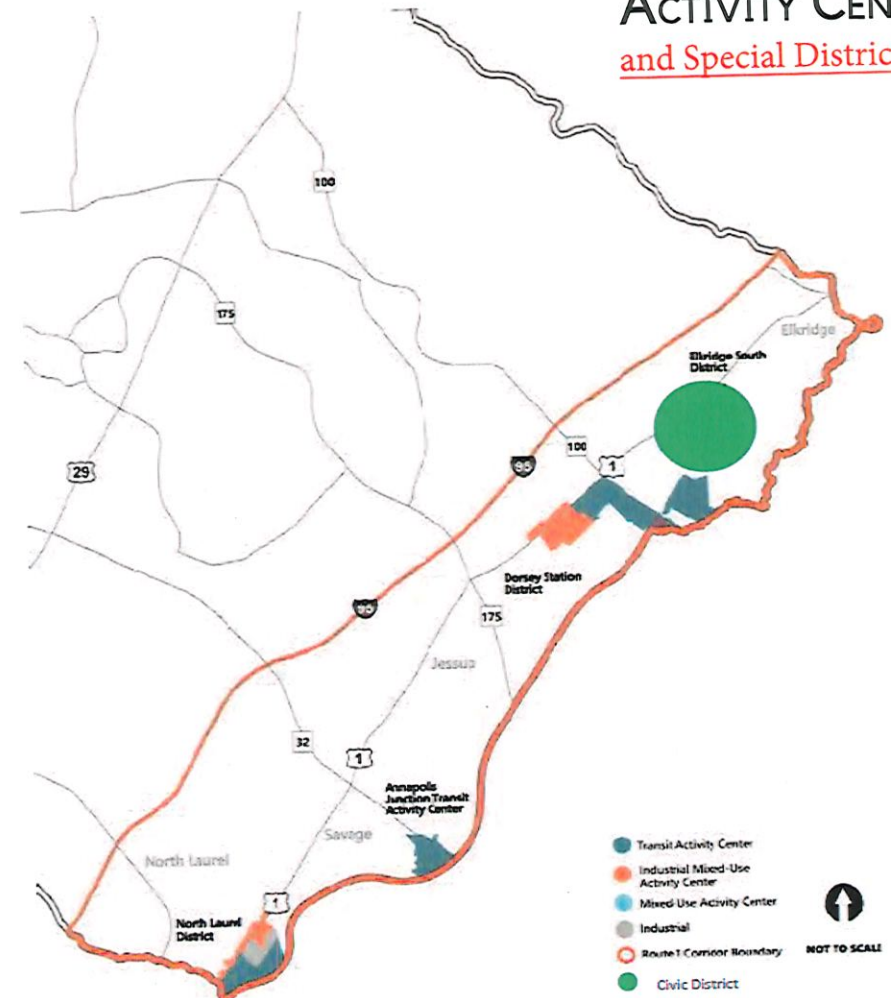 ACTIVITY CEN
and Special Distric
100
175
Elkridge
Elkridge South
District
29
100
1
95
Dorsey Station
District
95
175
Jessup
32
1
Annapolis
Junction Transit
Activity Center
Savage
North Laurel
1
North Laurel
District
Transit Activity Center
Industrial Mixed-Use
Activity Center
Mixed-Use Activity Center
Industrial
Route 1 Corridor Boundary
NOT TO SCALE
Civic District